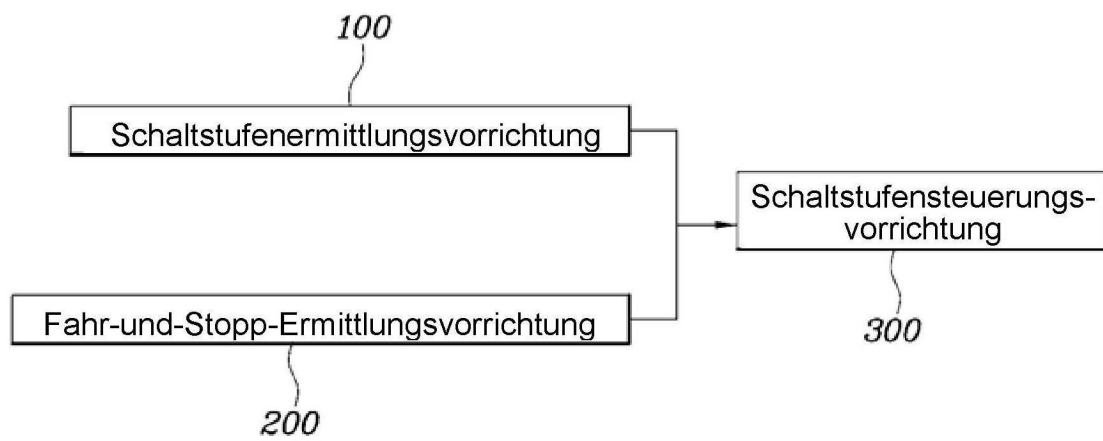 100
Schaltstufenermittlungsvorrichtung
Schaltstufensteuerungs-
vorrichtung
300
Fahr-und-Stopp-Ermittlungsvorrichtung
200